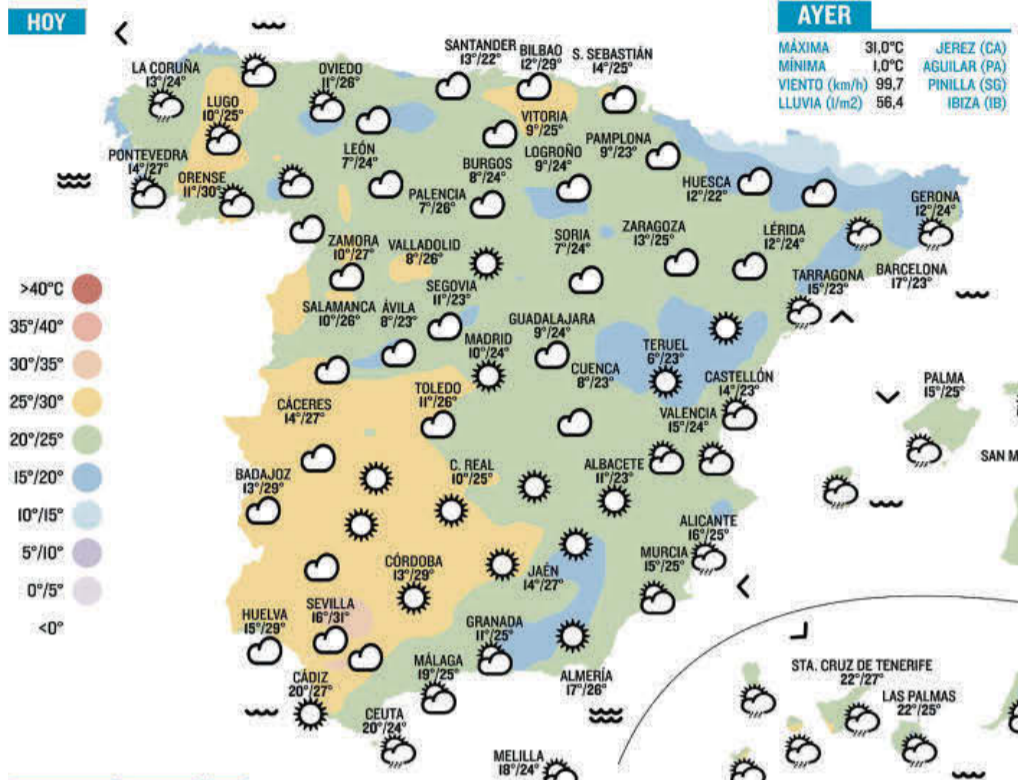 HOY
AYER
MÁXIMA 31,0°C JEREZ (CA)
MÍNIMA 1,0°C AGUILAR (PA)
VIENTO (km/h) 99,7 PINILLA (SG)
LLUVIA (l/m2) 56,4 IBIZA (IB)
SANTANDER
13°/22°
BILBAO
12°/29°
S. SEBASTIÁN
14°/25°
LA CORUÑA
13°/24°
OVIEDO
11°/26°
LUGO
10°/25°
VITORIA
9°/25°
PAMPLONA
9°/23°
PONTEVEDRA
14°/27°
LEÓN
7°/24°
BURGOS
8°/24°
LOGROÑO
9°/24°
ORENSE
11°/30°
PALENCIA
7°/26°
HUESCA
12°/22°
GERONA
12°/24°
ZAMORA
10°/27°
VALLADOLID
8°/26°
SORIA
7°/24°
ZARAGOZA
13°/25°
LÉRIDA
12°/24°
TARRAGONA
15°/23°
BARCELONA
17°/23°
SEGOVIA
11°/23°
SALAMANCA
10°/26°
ÁVILA
8°/23°
GUADALAJARA
9°/24°
MADRID
10°/24°
TERUEL
6°/23°
CUENCA
8°/23°
CASTELLÓN
14°/23°
PALMA
15°/25°
TOLEDO
11°/26°
CÁCERES
14°/27°
VALENCIA
15°/24°
SAN M
BADAJOZ
13°/29°
C. REAL
10°/25°
ALBACETE
11°/23°
ALICANTE
16°/25°
MURCIA
15°/25°
CÓRDOBA
13°/29°
JAÉN
14°/27°
HUELVA
15°/29°
SEVILLA
16°/31°
GRANADA
11°/25°
MÁLAGA
19°/25°
ALMERÍA
17°/26°
CÁDIZ
20°/27°
CEUTA
20°/24°
MELILLA
18°/24°
STA. CRUZ DE TENERIFE
22°/27°
LAS PALMAS
22°/25°
>40°C
35°/40°
30°/35°
25°/30°
20°/25°
15°/20°
10°/15°
5°/10°
0°/5°
<0°